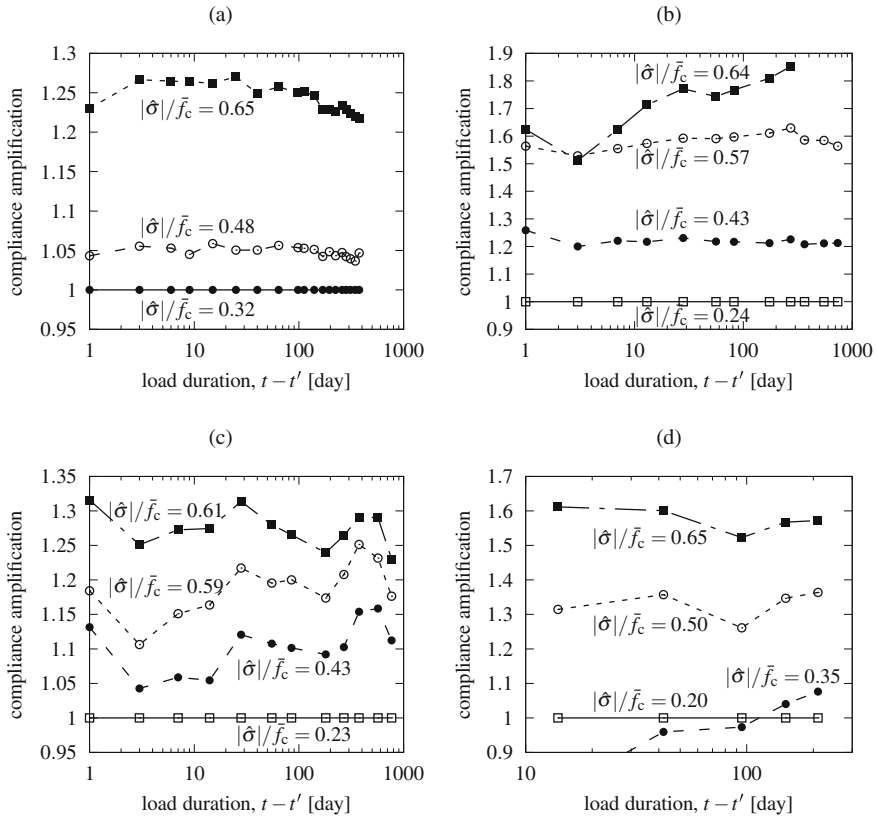 (a)
1.3
1.25
1.2
1.15
1.1
1.05
1
0.95
compliance amplification
|σ̂|/f̄c = 0.65
|σ̂|/f̄c = 0.48
|σ̂|/f̄c = 0.32
1 10 100 1000
load duration, t − t′ [day]
(b)
1.9
1.8
1.7
1.6
1.5
1.4
1.3
1.2
1.1
1
0.9
compliance amplification
|σ̂|/f̄c = 0.64
|σ̂|/f̄c = 0.57
|σ̂|/f̄c = 0.43
|σ̂|/f̄c = 0.24
1 10 100 1000
load duration, t − t′ [day]
(c)
1.35
1.3
1.25
1.2
1.15
1.1
1.05
1
0.95
compliance amplification
|σ̂|/f̄c = 0.61
|σ̂|/f̄c = 0.59
|σ̂|/f̄c = 0.43
|σ̂|/f̄c = 0.23
1 10 100 1000
load duration, t − t′ [day]
(d)
1.7
1.6
1.5
1.4
1.3
1.2
1.1
1
0.9
compliance amplification
|σ̂|/f̄c = 0.65
|σ̂|/f̄c = 0.50
|σ̂|/f̄c = 0.35
|σ̂|/f̄c = 0.20
10 100
load duration, t − t′ [day]